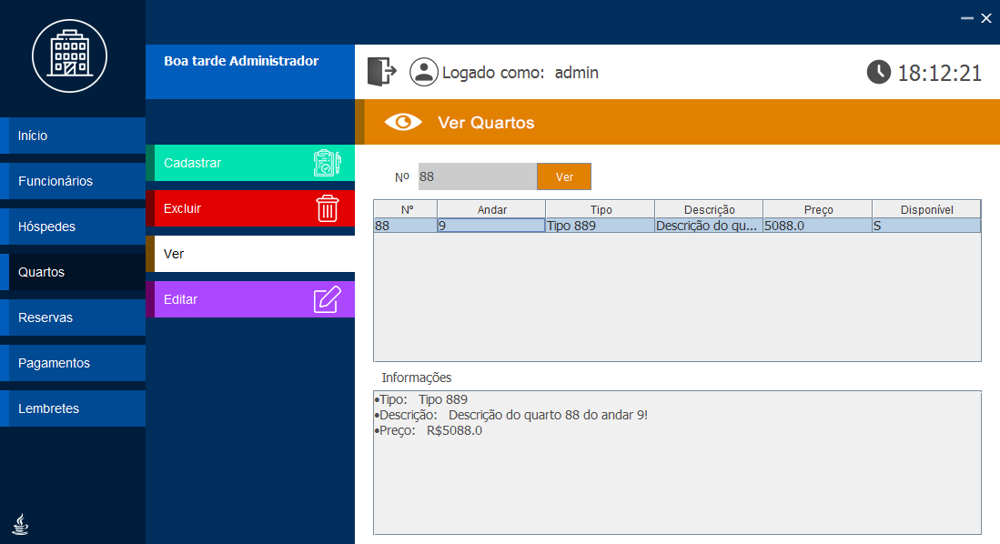 Boa tarde Administrador
Logado como: admin
18:12:21
Início
Funcionários
Hóspedes
Quartos
Reservas
Pagamentos
Lembretes
Cadastrar
Excluir
Ver
Editar
Ver Quartos
Nº 88 Ver
Nº Andar Tipo Descrição Preço Disponível
88 9 Tipo 889 Descrição do qu... 5088.0 S
Informações
•Tipo: Tipo 889
•Descrição: Descrição do quarto 88 do andar 9!
•Preço: R$5088.0